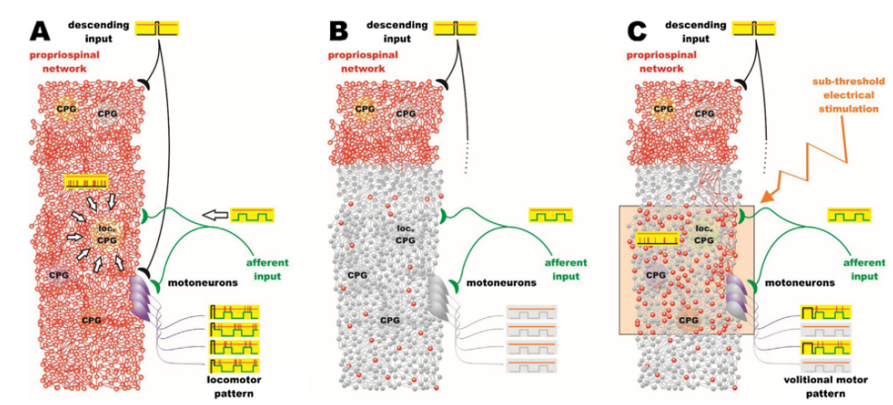 A
descending
input
propriospinal
network
CPG
CPG
loc.
CPG
CPG
CPG
afferent
input
motoneurons
locomotor
pattern
B
descending
input
propriospinal
network
CPG
CPG
loc.
CPG
CPG
CPG
afferent
input
motoneurons
C
descending
input
propriospinal
network
sub-threshold
electrical
stimulation
CPG
CPG
loc.
CPG
CPG
CPG
afferent
input
motoneurons
volitional motor
pattern